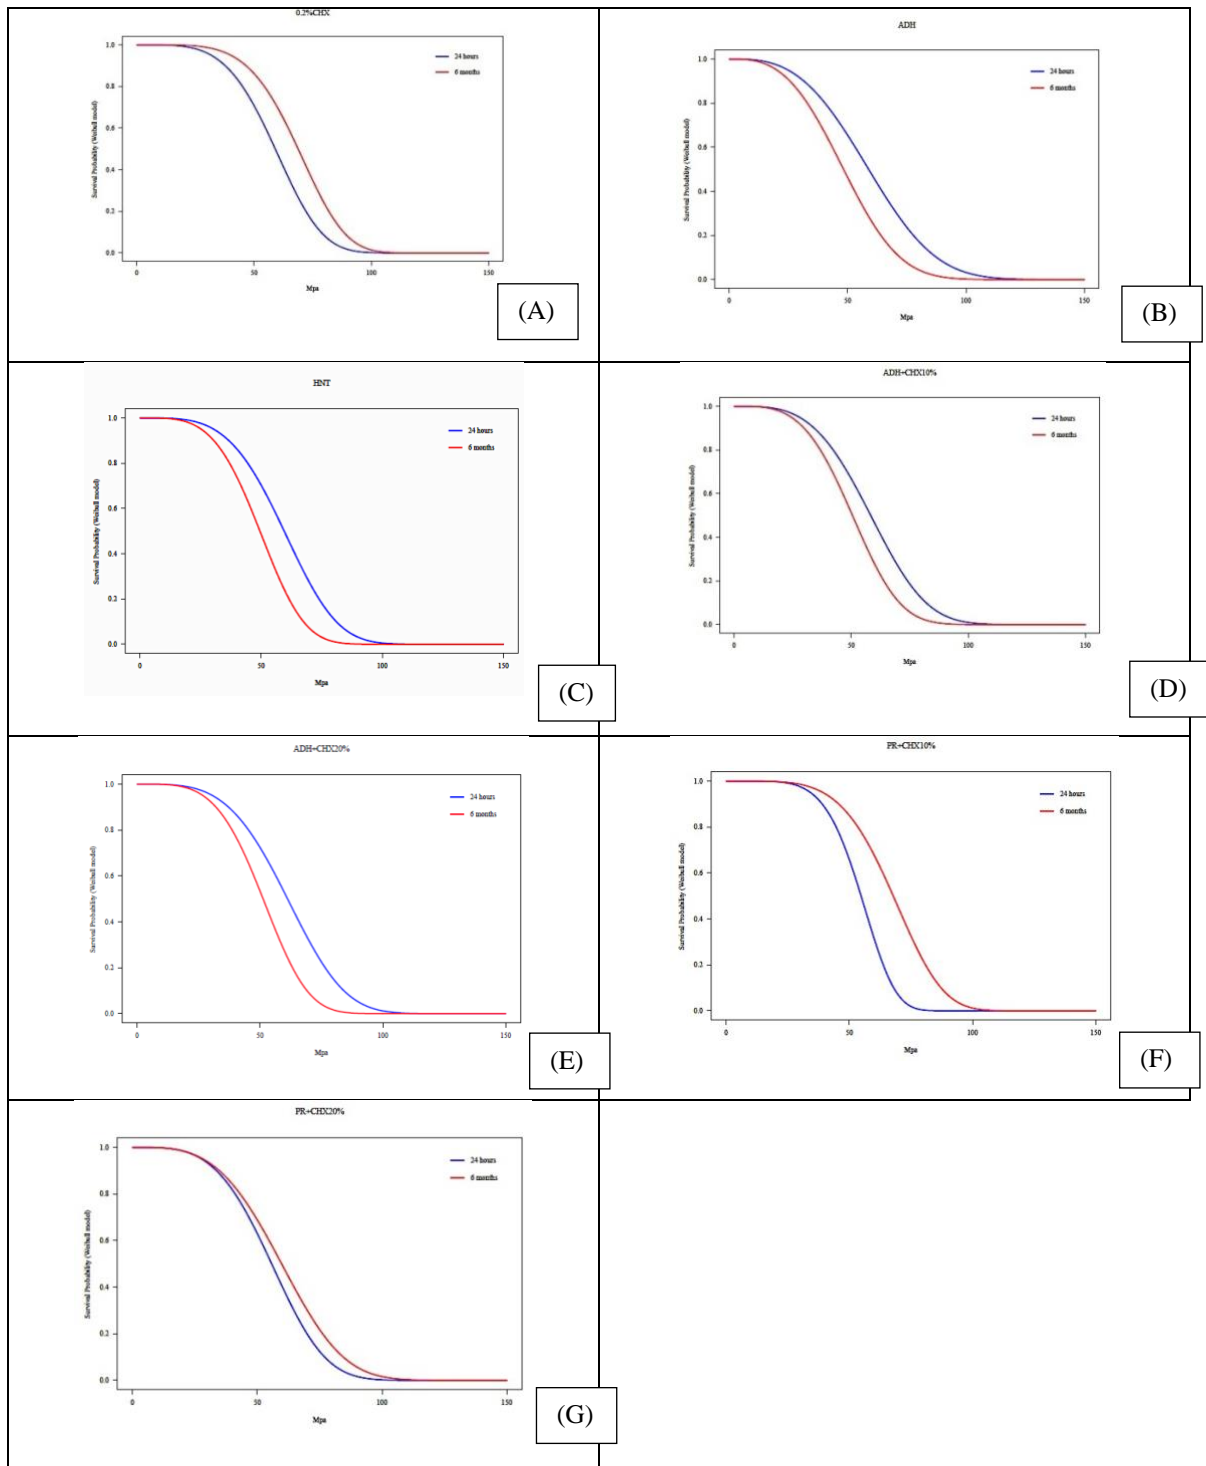 0.2%CHX
Survival Probability (Weibull model)
1.0
0.8
0.6
0.4
0.2
0.0
24 hours
6 months
0
50
100
150
Mpa
(A)
ADH
Survival Probability (Weibull model)
1.0
0.8
0.6
0.4
0.2
0.0
24 hours
6 months
0
50
100
150
Mpa
(B)
HNT
Survival Probability (Weibull model)
1.0
0.8
0.6
0.4
0.2
0.0
24 hours
6 months
0
50
100
150
Mpa
(C)
ADH+CHX10%
Survival Probability (Weibull model)
1.0
0.8
0.6
0.4
0.2
0.0
24 hours
6 months
0
50
100
150
Mpa
(D)
ADH+CHX20%
Survival Probability (Weibull model)
1.0
0.8
0.6
0.4
0.2
0.0
24 hours
6 months
0
50
100
150
Mpa
(E)
PR+CHX10%
Survival Probability (Weibull model)
1.0
0.8
0.6
0.4
0.2
0.0
24 hours
6 months
0
50
100
150
Mpa
(F)
PR+CHX20%
Survival Probability (Weibull model)
1.0
0.8
0.6
0.4
0.2
0.0
24 hours
6 months
0
50
100
150
Mpa
(G)